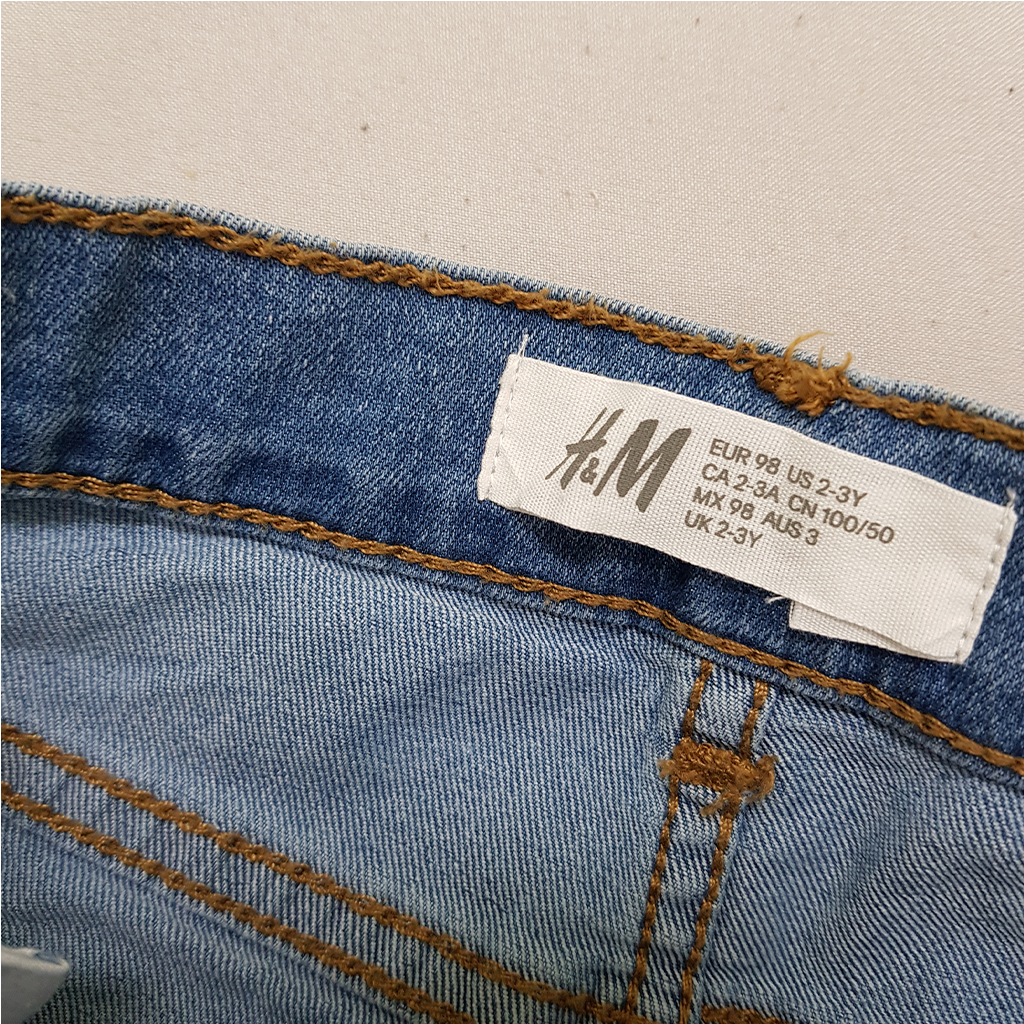 H&M
EUR 98 US 2-3Y
CA 2-3A CN 100/50
MX 98 AUS 3
UK 2-3Y